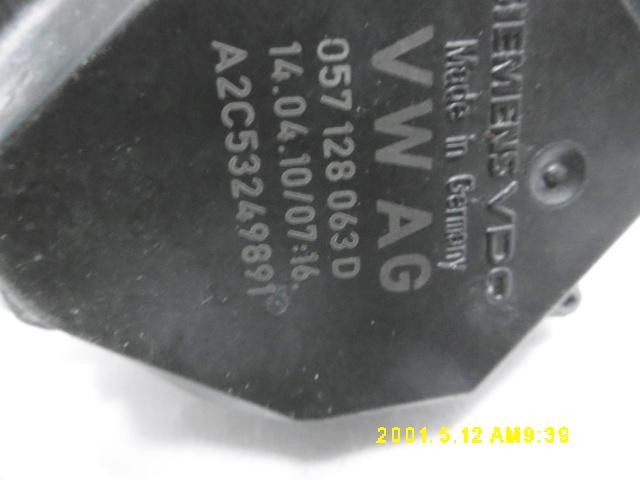 SIEMENS VDO
Made in Germany
VW AG
057 128 063D
14.04.10/07:16.
A2C53249891
2001.5.12 AM9:39